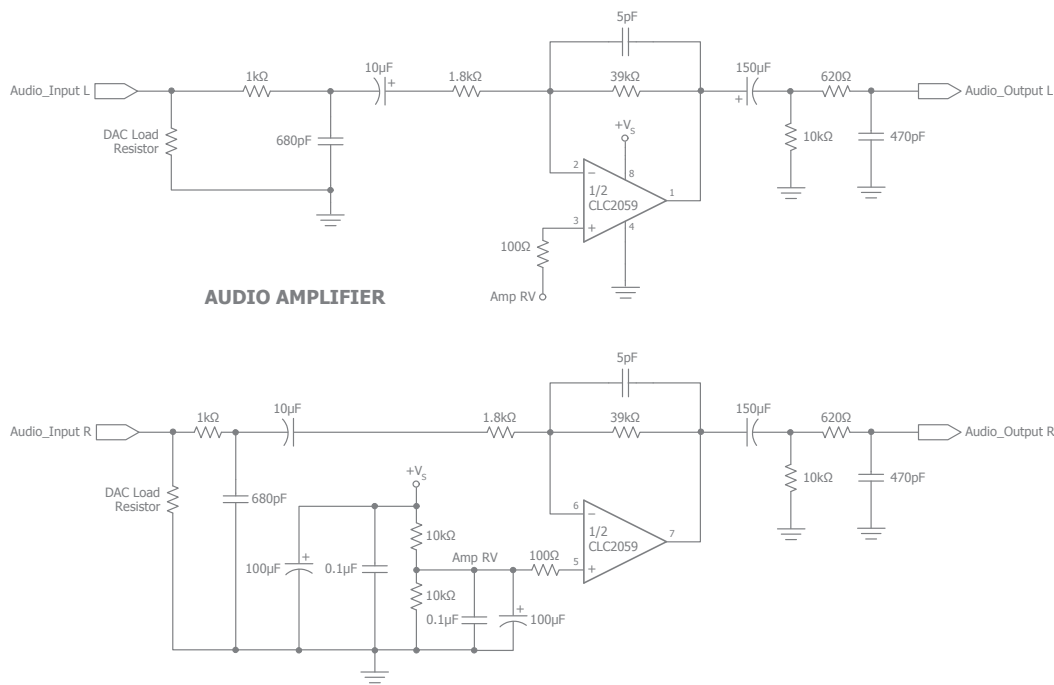 5pF
Audio_Input L
1kΩ
10µF
+
1.8kΩ
39kΩ
150µF
+
620Ω
Audio_Output L
DAC Load
Resistor
680pF
+Vs
10kΩ
470pF
2
−
8
1/2
CLC2059
1
3
+
4
100Ω
Amp RV
AUDIO AMPLIFIER
5pF
Audio_Input R
1kΩ
10µF
1.8kΩ
39kΩ
150µF
620Ω
Audio_Output R
DAC Load
Resistor
680pF
+Vs
10kΩ
470pF
6
−
1/2
CLC2059
7
5
+
10kΩ
Amp RV
100Ω
100µF
+
0.1µF
10kΩ
0.1µF
+
100µF